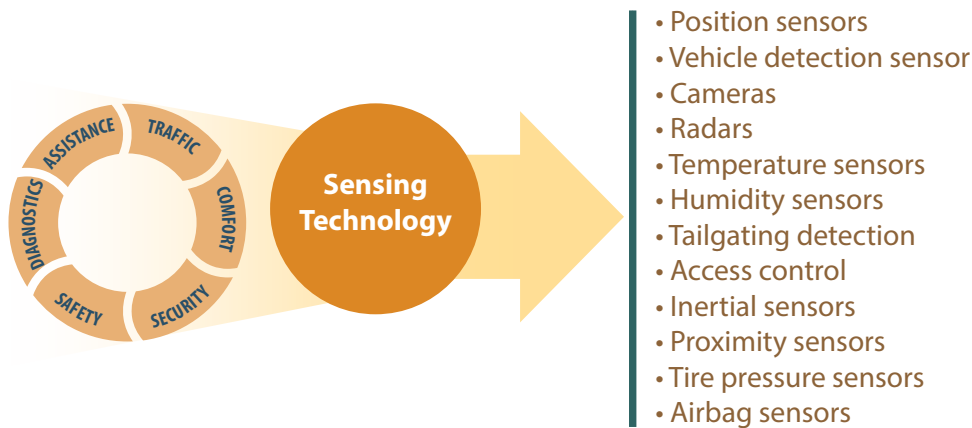 ASSISTANCE
TRAFFIC
COMFORT
SECURITY
SAFETY
DIAGNOSTICS
Sensing
Technology
• Position sensors
• Vehicle detection sensor
• Cameras
• Radars
• Temperature sensors
• Humidity sensors
• Tailgating detection
• Access control
• Inertial sensors
• Proximity sensors
• Tire pressure sensors
• Airbag sensors